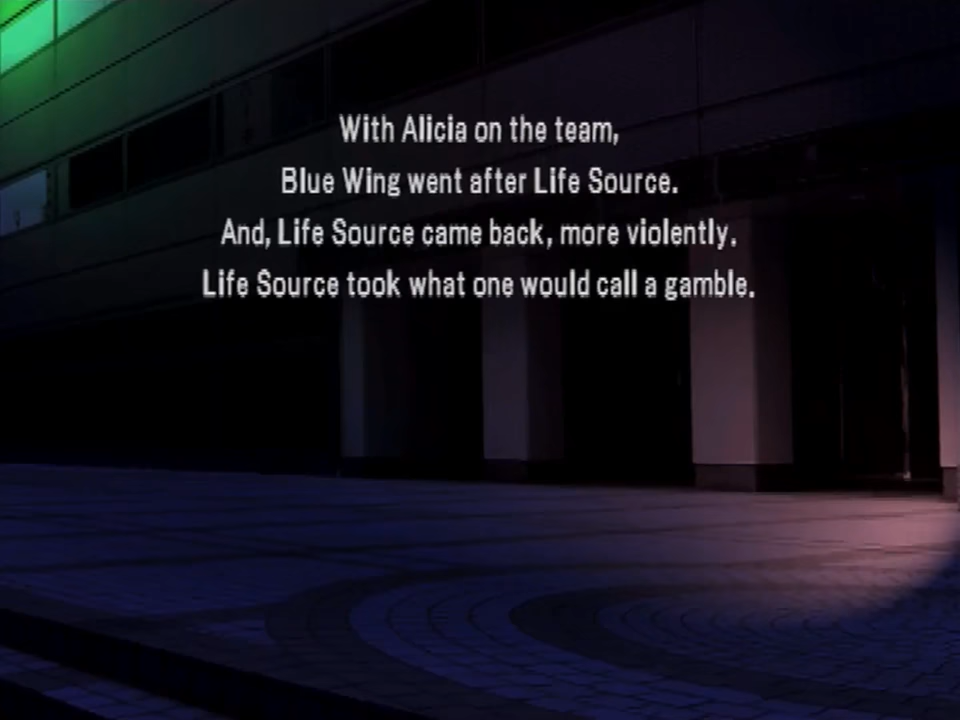 With Alicia on the team,
Blue Wing went after Life Source.
And, Life Source came back, more violently.
Life Source took what one would call a gamble.